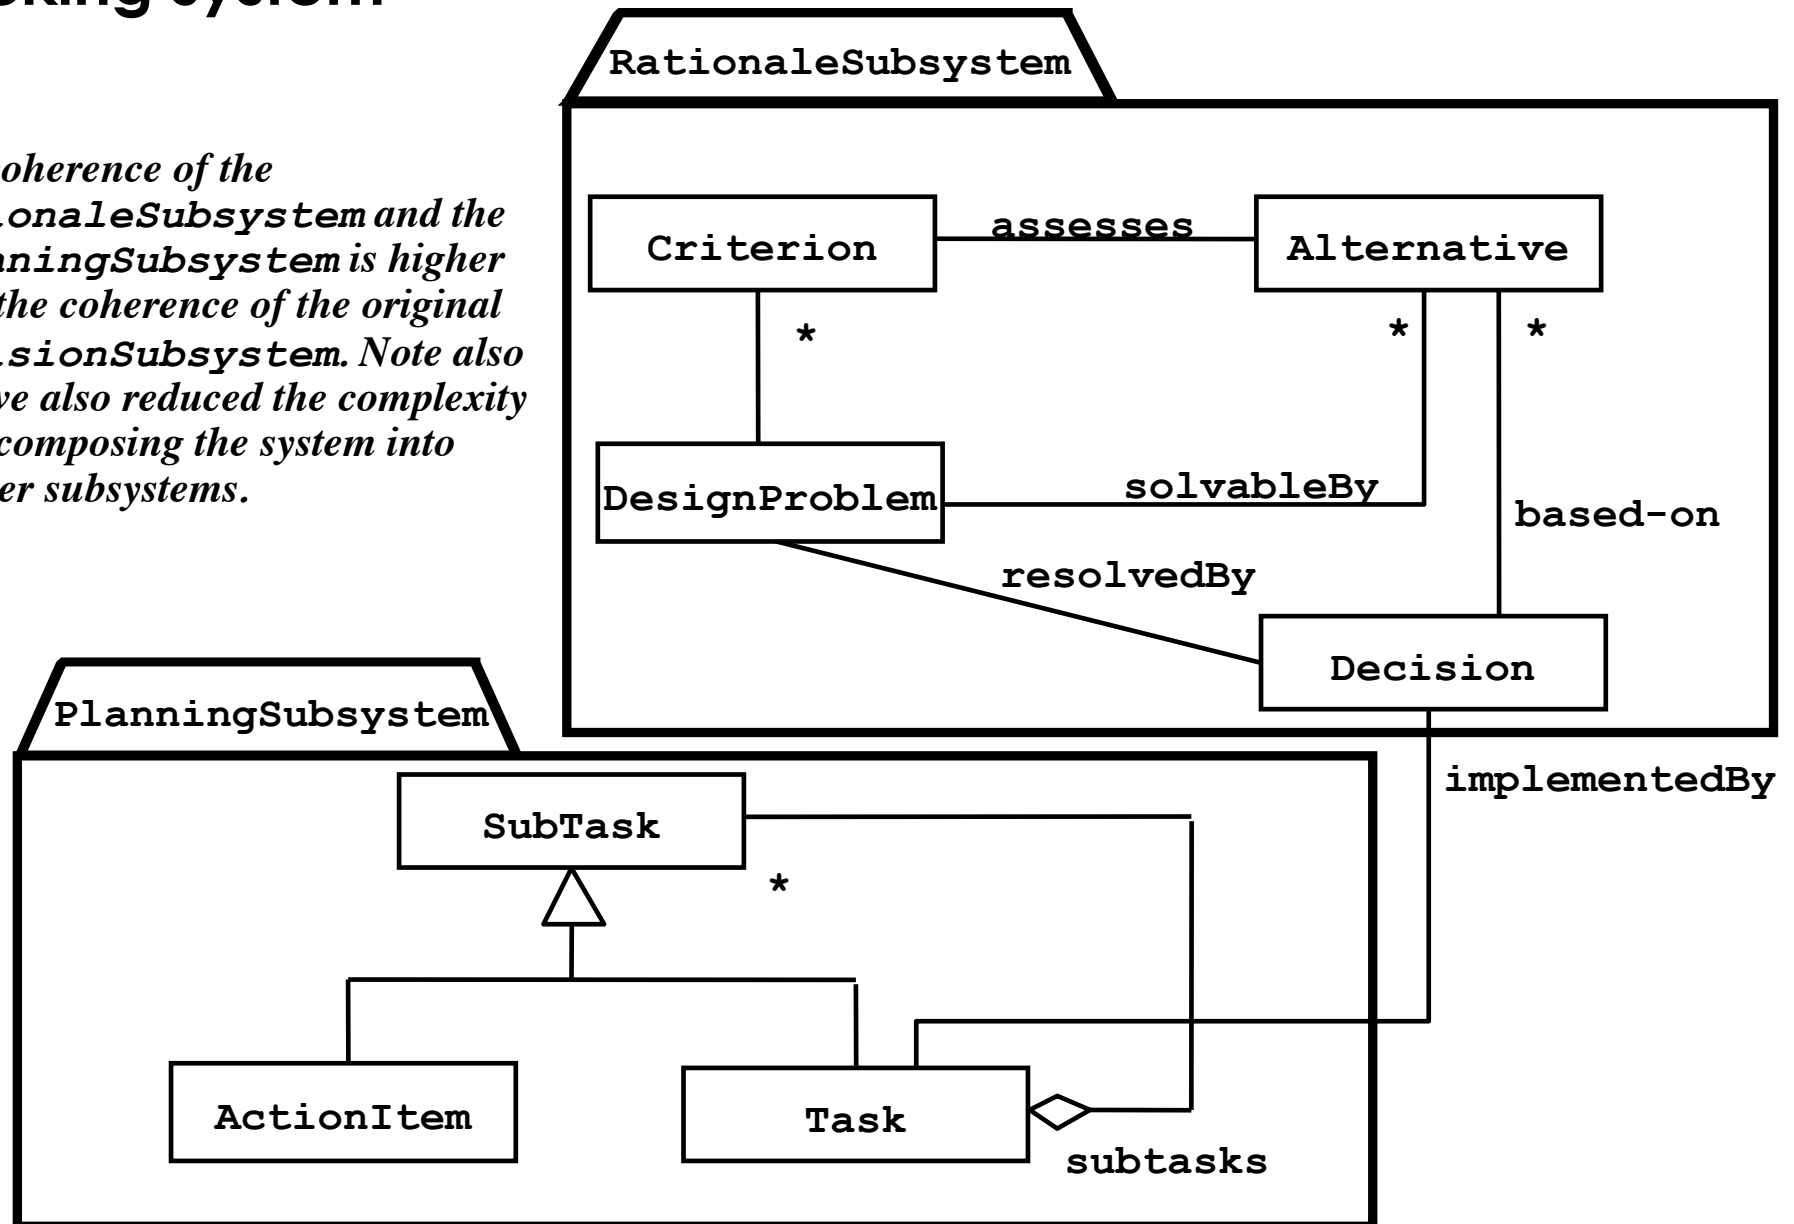 king system
RationaleSubsystem
oherence of the
ionaleSubsystem and the
nningSubsystem is higher
the coherence of the original
isionSubsystem. Note also
ve also reduced the complexity
composing the system into
er subsystems.
Criterion
assesses
Alternative
*
*
*
DesignProblem
solvableBy
based-on
resolvedBy
Decision
PlanningSubsystem
implementedBy
SubTask
*
ActionItem
Task
subtasks